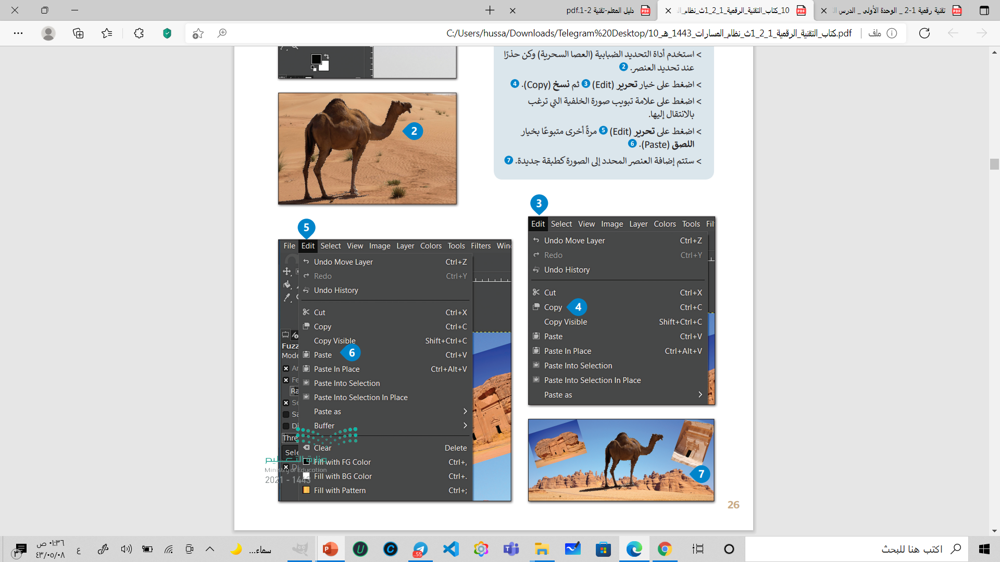 تقنية رقمية 1-2 _ الوحدة الأولى _ الدرس
10_كتاب_التقنية_الرقمية_1_2_1ث_نظام
دليل المعلم-تقنية 2-1.pdf
ملف
C:/Users/hussa/Downloads/Telegram%20Desktop/10_كتاب_التقنية_الرقمية_1_2_1ث_نظام_المسارات_1443_هـ.pdf
> استخدم أداة التحديد الضبابية (العصا السحرية) وكن حذرًا
عند تحديد العنصر. 2
> اضغط على خيار تحرير (Edit) 3 ثم نسخ (Copy). 4
> اضغط على علامة تبويب صورة الخلفية التي ترغب
بالانتقال إليها.
> اضغط على تحرير (Edit) 5 مرةً أخرى متبوعًا بخيار
اللصق (Paste). 6
> ستتم إضافة العنصر المحدد إلى الصورة كطبقة جديدة. 7
2
3
Edit Select View Image Layer Colors Tools Fil
Undo Move Layer Ctrl+Z
Redo Ctrl+Y
Undo History
Cut Ctrl+X
Copy 4 Ctrl+C
Copy Visible Shift+Ctrl+C
Paste Ctrl+V
Paste In Place Ctrl+Alt+V
Paste Into Selection
Paste Into Selection In Place
Paste as
5
File Edit Select View Image Layer Colors Tools Filters Winc
Undo Move Layer Ctrl+Z
Redo Ctrl+Y
Undo History
Cut Ctrl+X
Copy Ctrl+C
Copy Visible Shift+Ctrl+C
Paste 6 Ctrl+V
Paste In Place Ctrl+Alt+V
Paste Into Selection
Paste Into Selection In Place
Paste as
Buffer
Clear Delete
Fill with FG Color Ctrl+,
Fill with BG Color Ctrl+.
Fill with Pattern Ctrl+;
Fuzz
Mode
Thre
Sele
7
وزارة التعليم
Ministry of Education
2021 - 1443
26
اكتب هنا للبحث
55
سماء...
ع
٠١:٣٦ ص
٤٣/٠٥/٠٨
٣